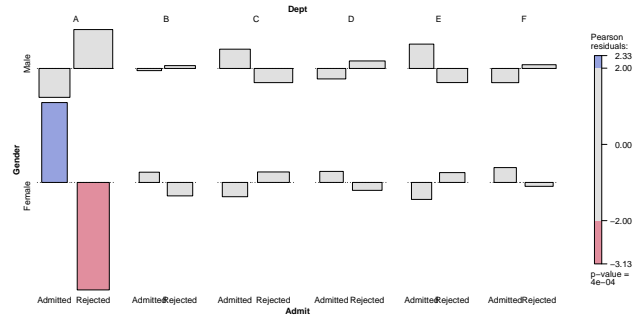 Dept
A B C D E F
Pearson
residuals:
2.33
2.00
0.00
−2.00
−3.13
p−value =
4e−04
Gender
Male
Female
Admitted Rejected Admitted Rejected Admitted Rejected Admitted Rejected Admitted Rejected Admitted Rejected
Admit